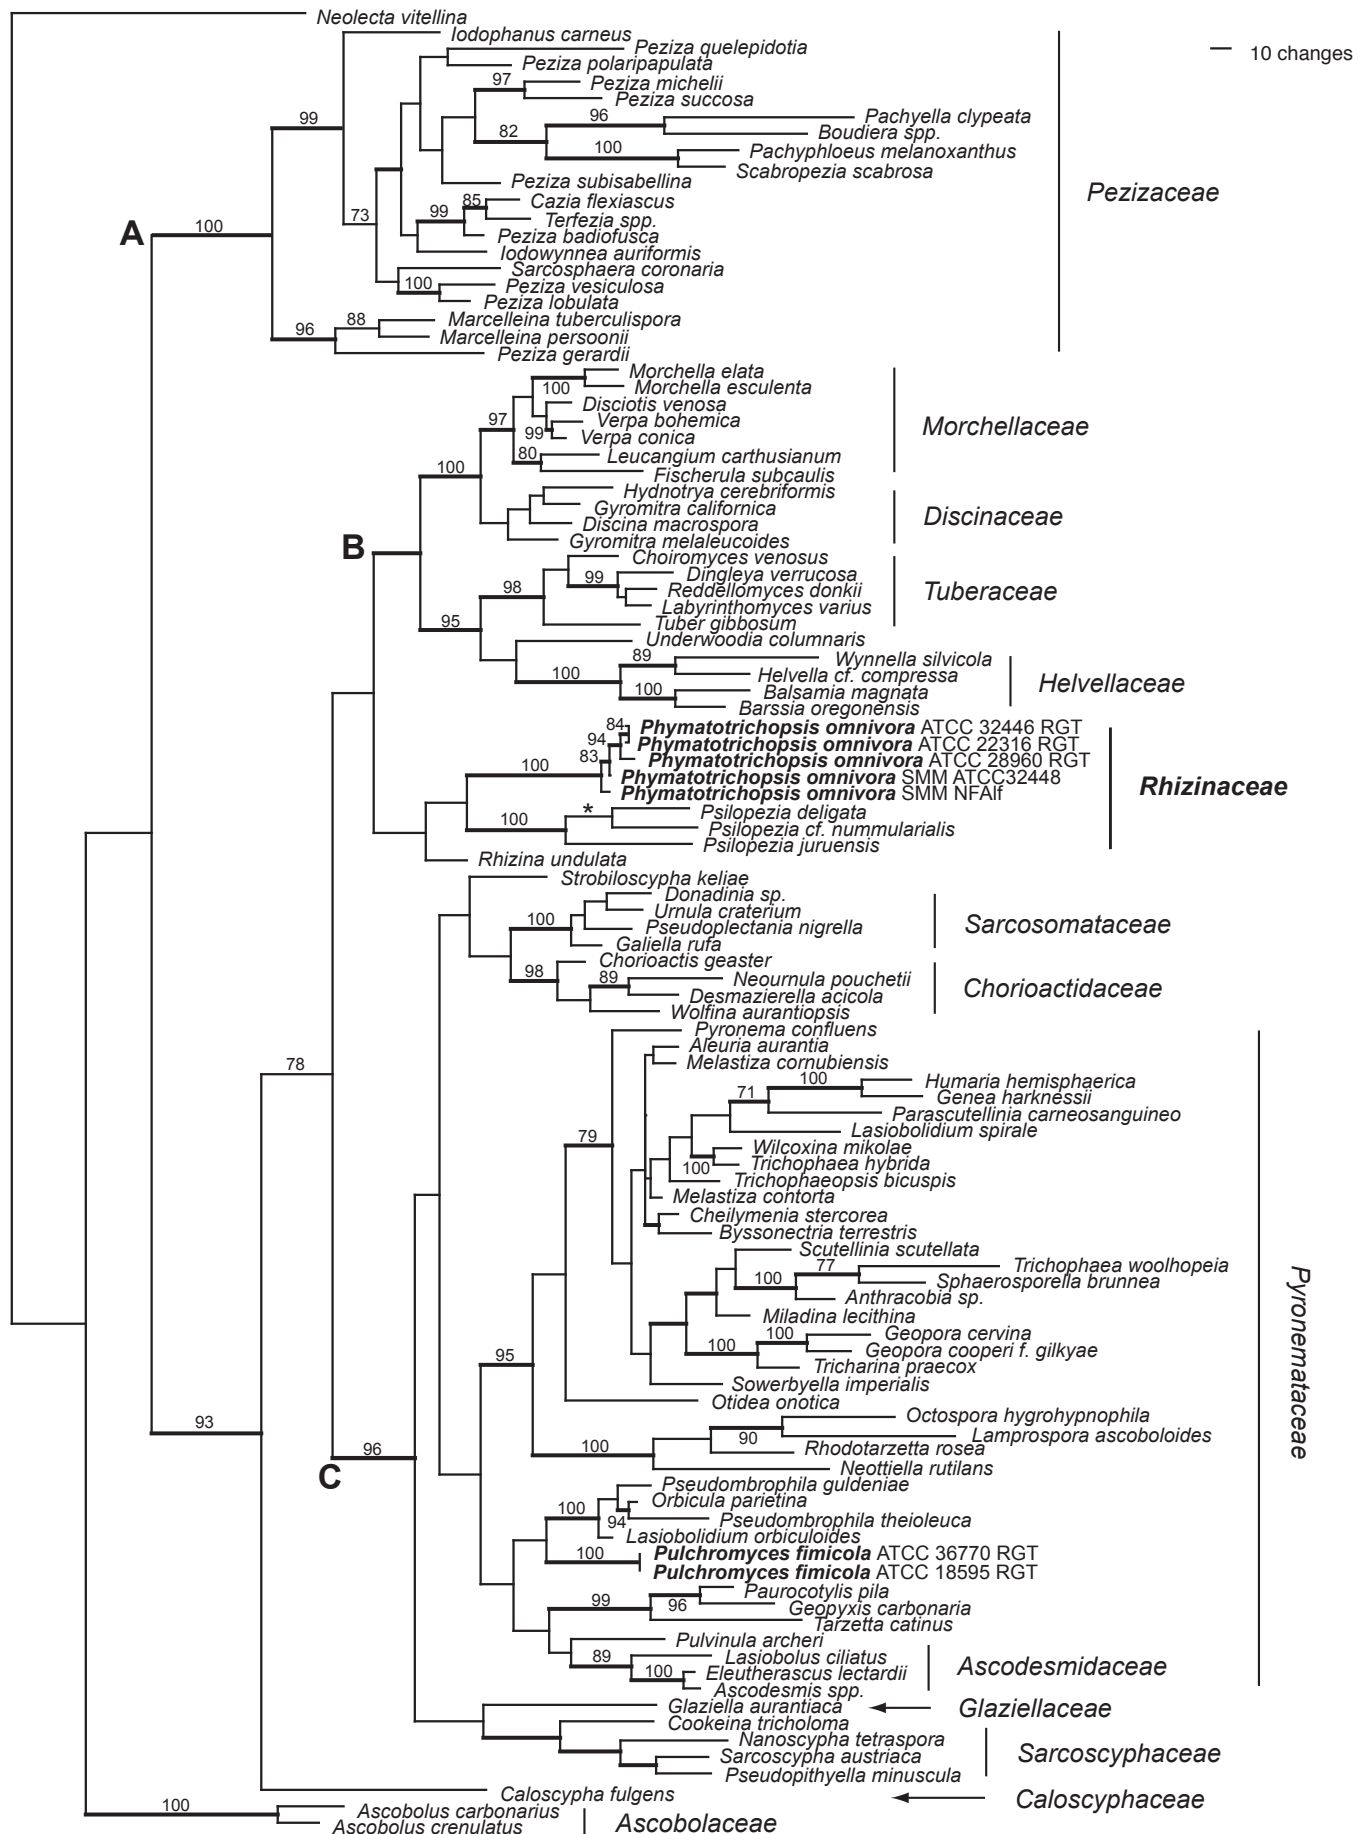 Neolecta vitellina
Iodophanus carneus
Peziza quelepidotia
10 changes
Peziza polaripapulata
97
Peziza michelii
Peziza succosa
99
96
Pachyella clypeata
Boudiera spp.
82
100
Pachyphloeus melanoxanthus
Scabropezia scabrosa
Peziza subisabellina
Pezizaceae
85
Cazia flexiascus
73
99
Terfezia spp.
A
100
Peziza badiofusca
Iodowynnea auriformis
Sarcosphaera coronaria
100
Peziza vesiculosa
Peziza lobulata
88
Marcelleina tuberculispora
96
Marcelleina persoonii
Peziza gerardii
Morchella elata
100
Morchella esculenta
Disciotis venosa
97
Verpa bohemica
Morchellaceae
99
Verpa conica
80
Leucangium carthusianum
100
Fischerula subcaulis
Hydnotrya cerebriformis
Gyromitra californica
Discinaceae
Discina macrospora
B
Gyromitra melaleucoides
Choiromyces venosus
99
Dingleya verrucosa
98
Reddellomyces donkii
Tuberaceae
Labyrinthomyces varius
95
Tuber gibbosum
Underwoodia columnaris
89
Wynnella silvicola
100
Helvella cf. compressa
Helvellaceae
100
Balsamia magnata
Barssia oregonensis
84
Phymatotrichopsis omnivora ATCC 32446 RGT
94
Phymatotrichopsis omnivora ATCC 22316 RGT
83
Phymatotrichopsis omnivora ATCC 28960 RGT
100
Phymatotrichopsis omnivora SMM ATCC32448
Rhizinaceae
Phymatotrichopsis omnivora SMM NFAlf
*
Psilopezia deligata
100
Psilopezia cf. nummularialis
Psilopezia juruensis
Rhizina undulata
Strobiloscypha keliae
Donadinia sp.
Urnula craterium
100
Pseudoplectania nigrella
Sarcosomataceae
Galiella rufa
Chorioactis geaster
98
89
Neournula pouchetii
Desmazierella acicola
Chorioactidaceae
Wolfina aurantiopsis
Pyronema confluens
Aleuria aurantia
78
Melastiza cornubiensis
100
Humaria hemisphaerica
71
Genea harknessii
Parascutellinia carneosanguineo
Lasiobolidium spirale
79
Wilcoxina mikolae
100
Trichophaea hybrida
Trichophaeopsis bicuspis
Melastiza contorta
Cheilymenia stercorea
Byssonectria terrestris
Scutellinia scutellata
77
Trichophaea woolhopeia
100
Sphaerosporella brunnea
Anthracobia sp.
Miladina lecithina
100
Geopora cervina
100
Geopora cooperi f. gilkyae
95
Tricharina praecox
Pyronemataceae
Sowerbyella imperialis
Otidea onotica
93
Octospora hygrohypnophila
90
Lamprospora ascoboloides
96
100
Rhodotarzetta rosea
C
Neottiella rutilans
Pseudombrophila guldeniae
100
Orbicula parietina
94
Pseudombrophila theioleuca
Lasiobolidium orbiculoides
100
Pulchromyces fimicola ATCC 36770 RGT
Pulchromyces fimicola ATCC 18595 RGT
99
Paurocotylis pila
96
Geopyxis carbonaria
Tarzetta catinus
Pulvinula archeri
89
Lasiobolus ciliatus
100
Eleutherascus lectardii
Ascodesmidaceae
Ascodesmis spp.
Glaziella aurantiaca
Glaziellaceae
Cookeina tricholoma
Nanoscypha tetraspora
Sarcoscypha austriaca
Sarcoscyphaceae
Pseudopithyella minuscula
Caloscypha fulgens
Caloscyphaceae
100
Ascobolus carbonarius
Ascobolus crenulatus
Ascobolaceae